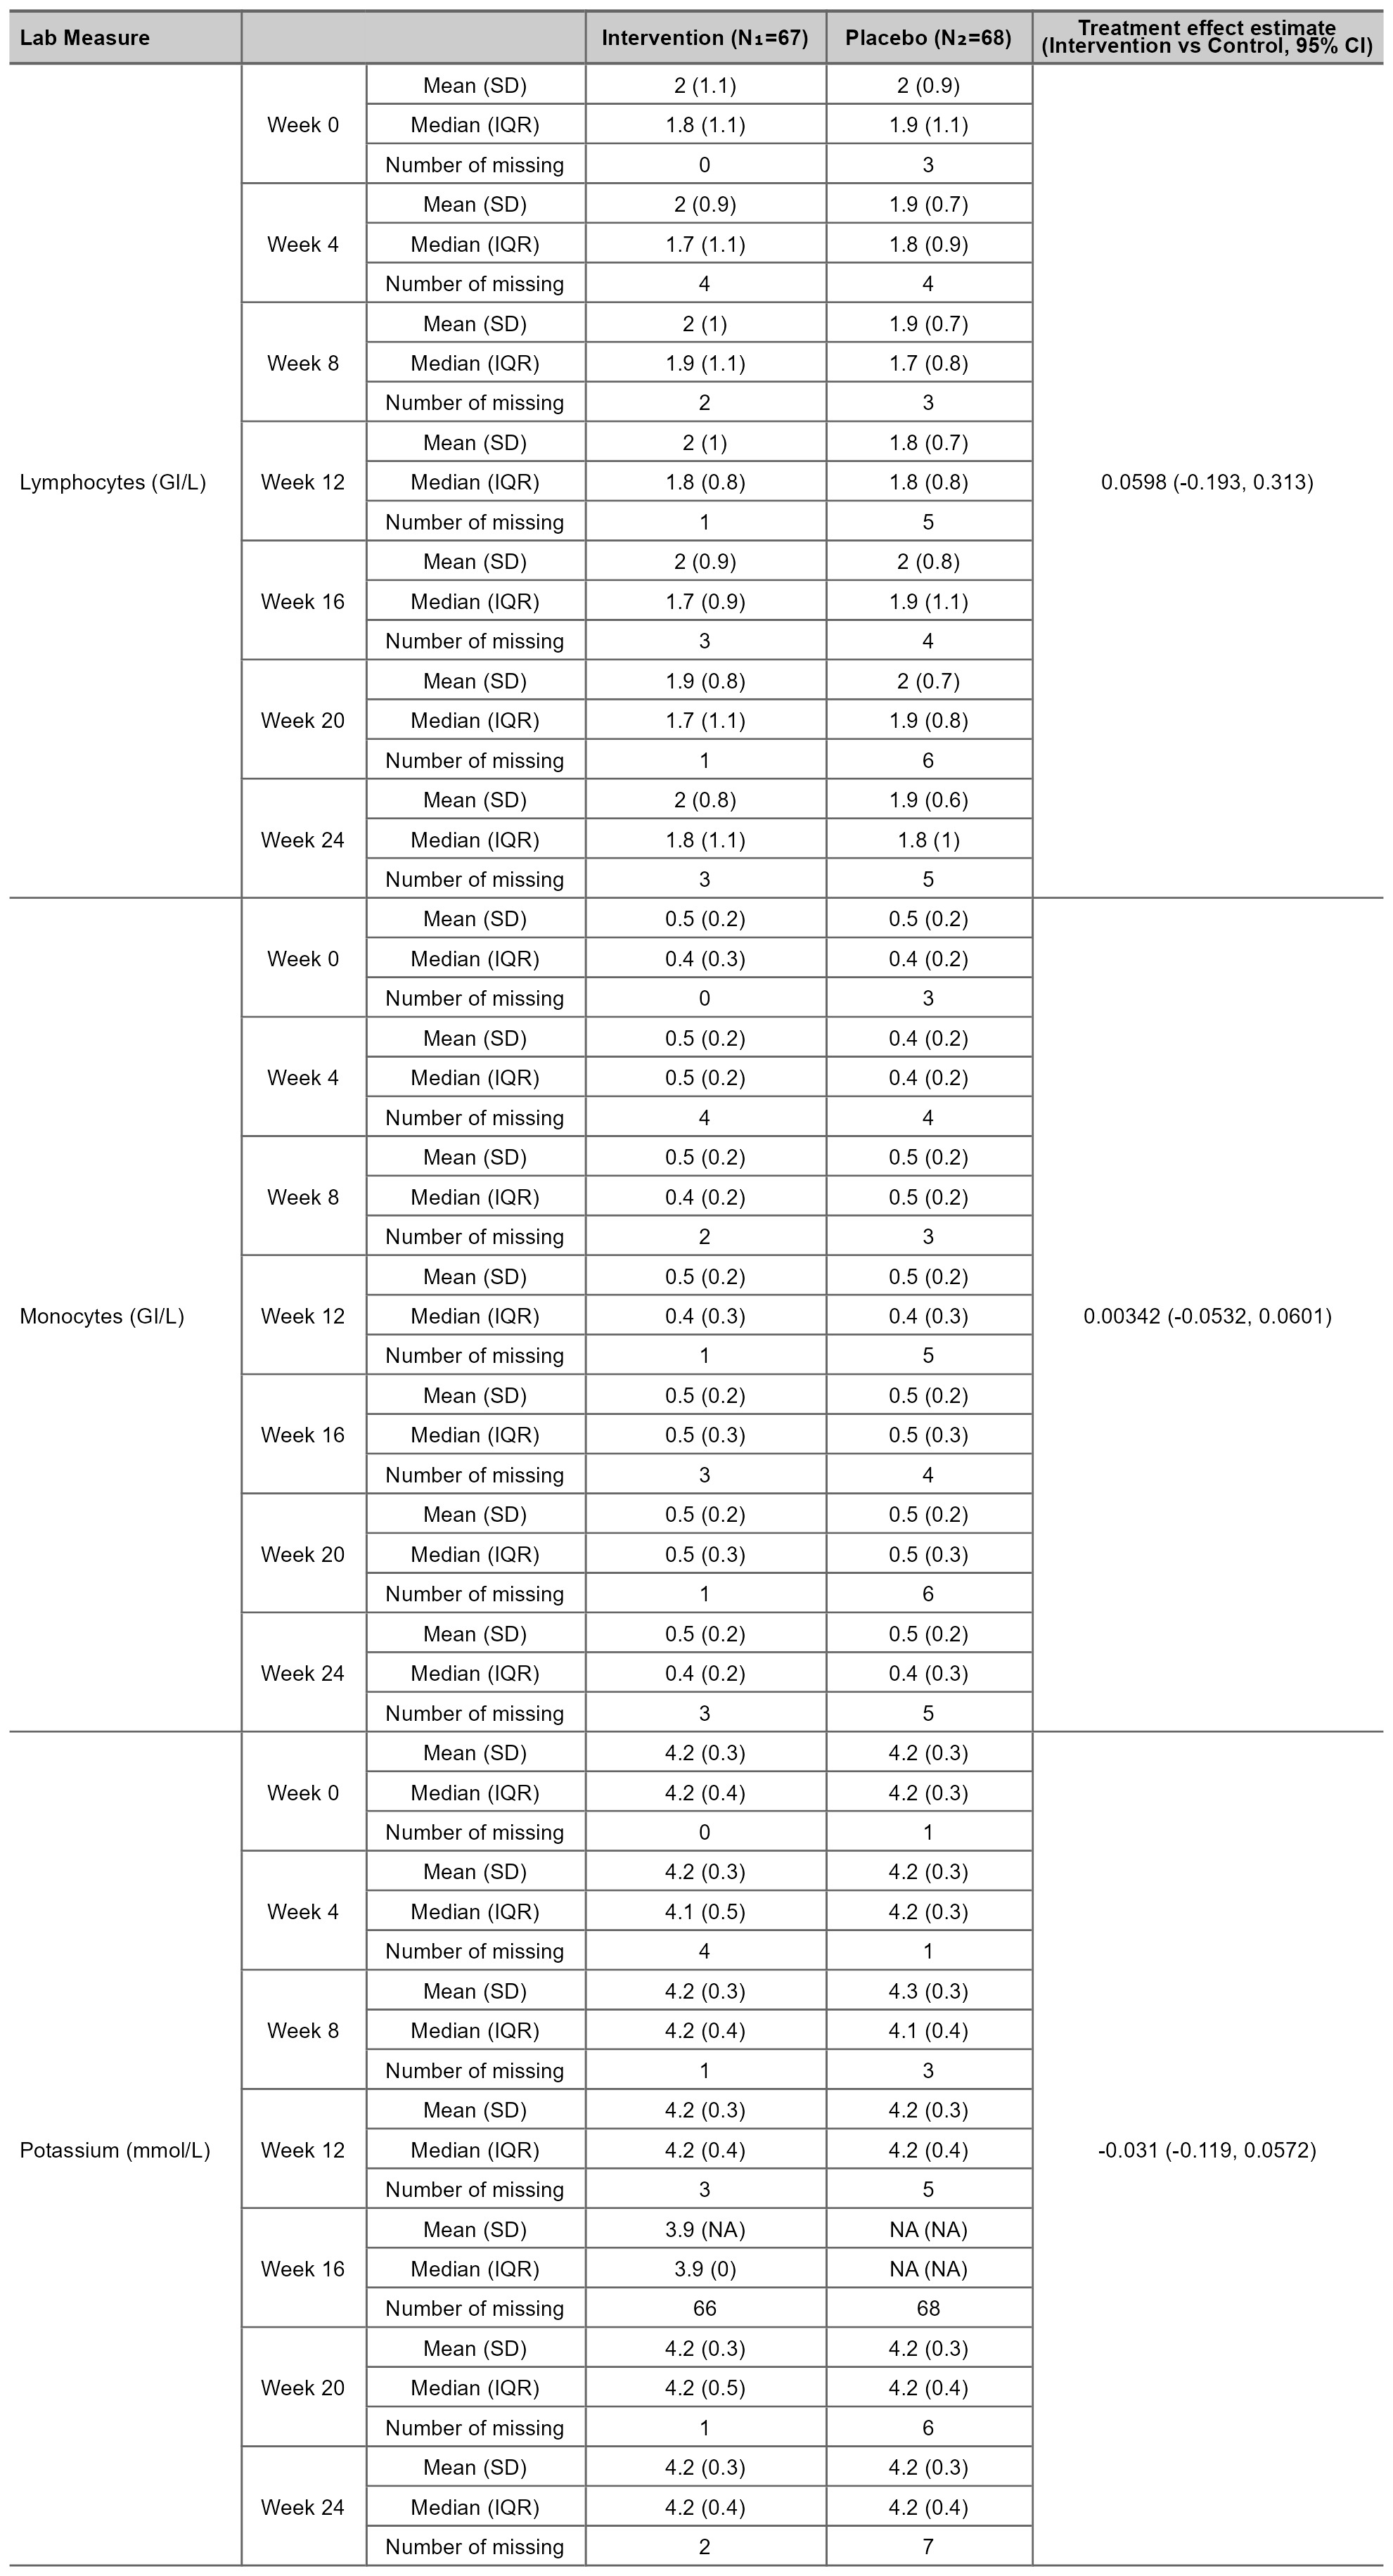 Lab Measure Intervention (N₁=67) Placebo (N₂=68) Treatment effect estimate
(Intervention vs Control, 95% CI)
Lymphocytes (GI/L) 0.0598 (-0.193, 0.313)
Week 0
Mean (SD) 2 (1.1) 2 (0.9)
Median (IQR) 1.8 (1.1) 1.9 (1.1)
Number of missing 0 3
Week 4
Mean (SD) 2 (0.9) 1.9 (0.7)
Median (IQR) 1.7 (1.1) 1.8 (0.9)
Number of missing 4 4
Week 8
Mean (SD) 2 (1) 1.9 (0.7)
Median (IQR) 1.9 (1.1) 1.7 (0.8)
Number of missing 2 3
Week 12
Mean (SD) 2 (1) 1.8 (0.7)
Median (IQR) 1.8 (0.8) 1.8 (0.8)
Number of missing 1 5
Week 16
Mean (SD) 2 (0.9) 2 (0.8)
Median (IQR) 1.7 (0.9) 1.9 (1.1)
Number of missing 3 4
Week 20
Mean (SD) 1.9 (0.8) 2 (0.7)
Median (IQR) 1.7 (1.1) 1.9 (0.8)
Number of missing 1 6
Week 24
Mean (SD) 2 (0.8) 1.9 (0.6)
Median (IQR) 1.8 (1.1) 1.8 (1)
Number of missing 3 5
Monocytes (GI/L) 0.00342 (-0.0532, 0.0601)
Week 0
Mean (SD) 0.5 (0.2) 0.5 (0.2)
Median (IQR) 0.4 (0.3) 0.4 (0.2)
Number of missing 0 3
Week 4
Mean (SD) 0.5 (0.2) 0.4 (0.2)
Median (IQR) 0.5 (0.2) 0.4 (0.2)
Number of missing 4 4
Week 8
Mean (SD) 0.5 (0.2) 0.5 (0.2)
Median (IQR) 0.4 (0.2) 0.5 (0.2)
Number of missing 2 3
Week 12
Mean (SD) 0.5 (0.2) 0.5 (0.2)
Median (IQR) 0.4 (0.3) 0.4 (0.3)
Number of missing 1 5
Week 16
Mean (SD) 0.5 (0.2) 0.5 (0.2)
Median (IQR) 0.5 (0.3) 0.5 (0.3)
Number of missing 3 4
Week 20
Mean (SD) 0.5 (0.2) 0.5 (0.2)
Median (IQR) 0.5 (0.3) 0.5 (0.3)
Number of missing 1 6
Week 24
Mean (SD) 0.5 (0.2) 0.5 (0.2)
Median (IQR) 0.4 (0.2) 0.4 (0.3)
Number of missing 3 5
Potassium (mmol/L) -0.031 (-0.119, 0.0572)
Week 0
Mean (SD) 4.2 (0.3) 4.2 (0.3)
Median (IQR) 4.2 (0.4) 4.2 (0.3)
Number of missing 0 1
Week 4
Mean (SD) 4.2 (0.3) 4.2 (0.3)
Median (IQR) 4.1 (0.5) 4.2 (0.3)
Number of missing 4 1
Week 8
Mean (SD) 4.2 (0.3) 4.3 (0.3)
Median (IQR) 4.2 (0.4) 4.1 (0.4)
Number of missing 1 3
Week 12
Mean (SD) 4.2 (0.3) 4.2 (0.3)
Median (IQR) 4.2 (0.4) 4.2 (0.4)
Number of missing 3 5
Week 16
Mean (SD) 3.9 (NA) NA (NA)
Median (IQR) 3.9 (0) NA (NA)
Number of missing 66 68
Week 20
Mean (SD) 4.2 (0.3) 4.2 (0.3)
Median (IQR) 4.2 (0.5) 4.2 (0.4)
Number of missing 1 6
Week 24
Mean (SD) 4.2 (0.3) 4.2 (0.3)
Median (IQR) 4.2 (0.4) 4.2 (0.4)
Number of missing 2 7